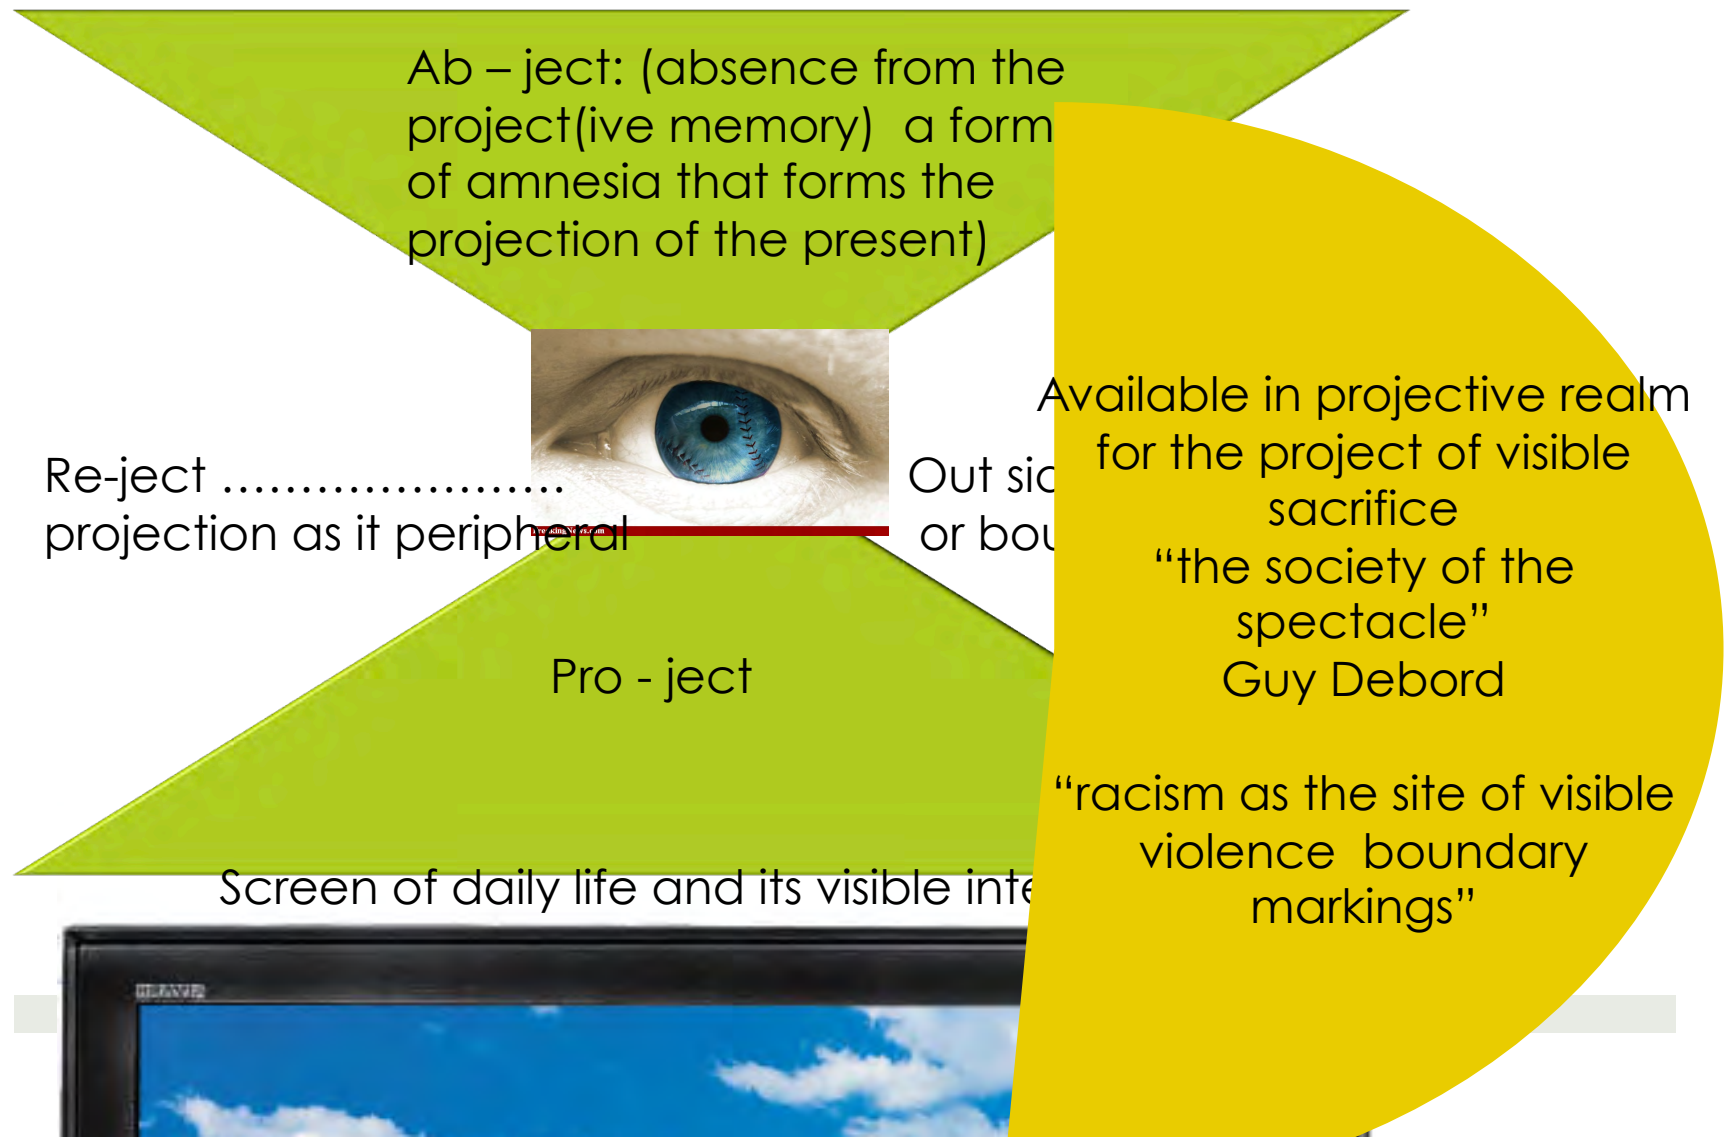 Ab – ject: (absence from the
project(ive memory)  a form
of amnesia that forms the
projection of the present)
Re-ject ………………….
projection as it peripheral
Out sid
or bou
Pro - ject
Screen of daily life and its visible inte
Available in projective realm
for the project of visible
sacrifice
“the society of the
spectacle”
Guy Debord
“racism as the site of visible
violence  boundary
markings”